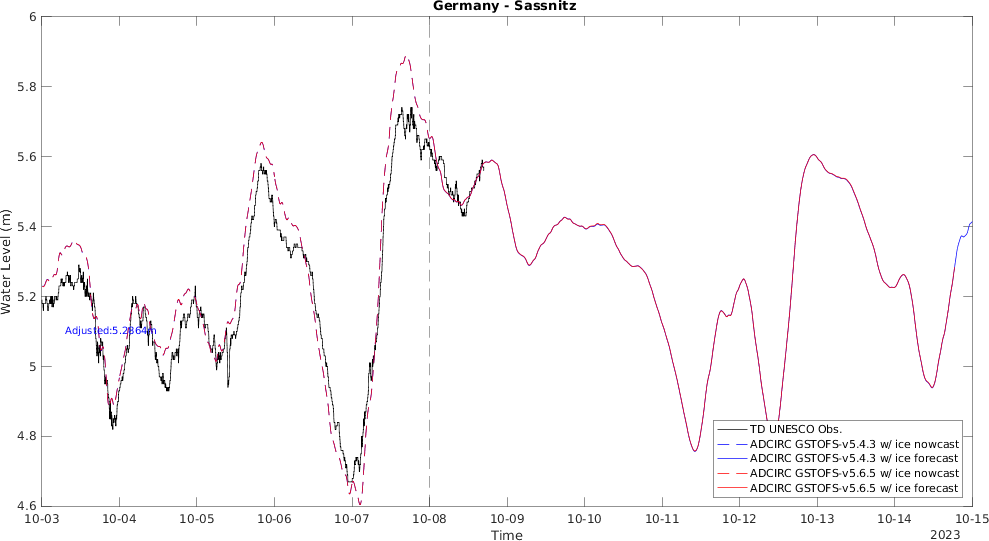 Germany - Sassnitz
6
5.8
5.6
5.4
5.2
5
4.8
4.6
Water Level (m)
Adjusted:5.2864m
TD UNESCO Obs.
ADCIRC GSTOFS-v5.4.3 w/ ice nowcast
ADCIRC GSTOFS-v5.4.3 w/ ice forecast
ADCIRC GSTOFS-v5.6.5 w/ ice nowcast
ADCIRC GSTOFS-v5.6.5 w/ ice forecast
10-03 10-04 10-05 10-06 10-07 10-08 10-09 10-10 10-11 10-12 10-13 10-14 10-15
Time
2023